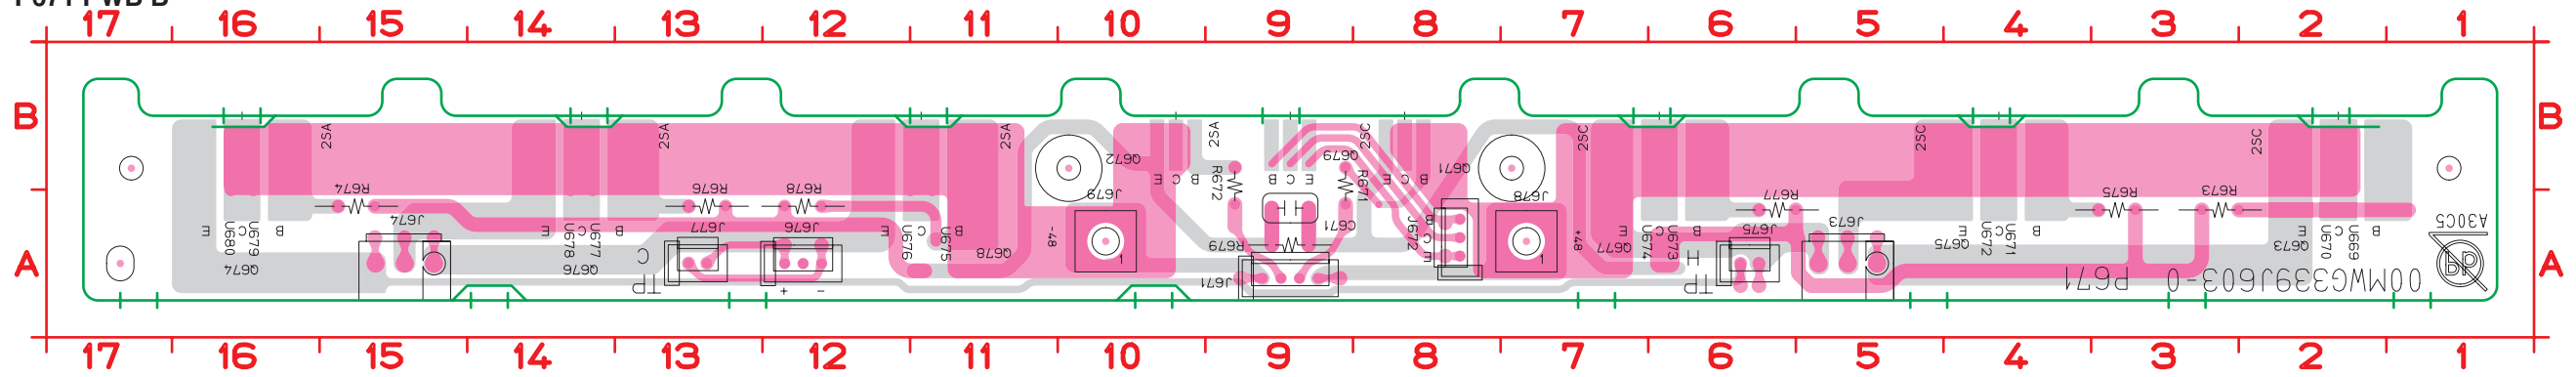 17 16 15 14 13 12 11 10 9 8 7 6 5 4 3 2 1
B B
2SA 2SA 2SA 2SA 2SC 2SC 2SC 2SC
Q672 Q679 Q671
E C B E C B E C B
R674 R676 R678 J679 R672 R671 J678 R677 R675 R673
J674 J677 J676 C671 J672 J675 J673 A30C5
E U680 C U679 B E U678 C U677 B E U676 C U675 B -48 R679 B C E +48 E U674 C U673 B E U672 C U671 B E U670 C U669 B
A Q674 Q676 C Q678 Q677 H Q675 Q673 A
TP + - J671 TP P671 00MWG339J603-0
17 16 15 14 13 12 11 10 9 8 7 6 5 4 3 2 1